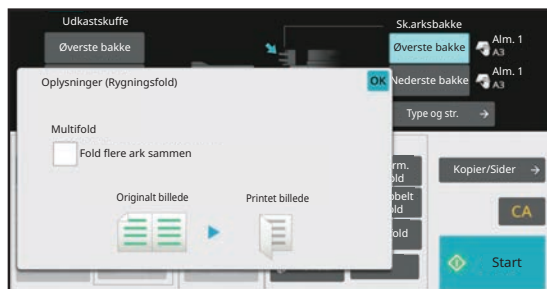 Udkastskuffe
Øverste bakke
Sk.arksbakke
Øverste bakke
Alm. 1
A3
Nederste bakke
Alm. 1
A3
Type og str.
Oplysninger (Rygningsfold)
OK
Multifold
Fold flere ark sammen
Originalt billede
Printet billede
Kopier/Sider
CA
Start